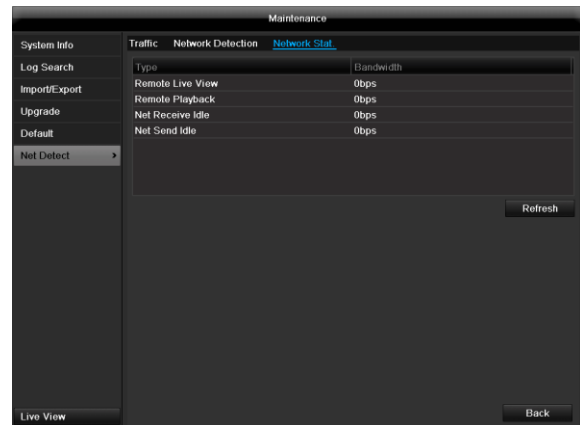 Maintenance
System Info
Log Search
Import/Export
Upgrade
Default
Net Detect >
Live View
Traffic Network Detection Network Stat.
Type Bandwidth
Remote Live View 0bps
Remote Playback 0bps
Net Receive Idle 0bps
Net Send Idle 0bps
Refresh
Back